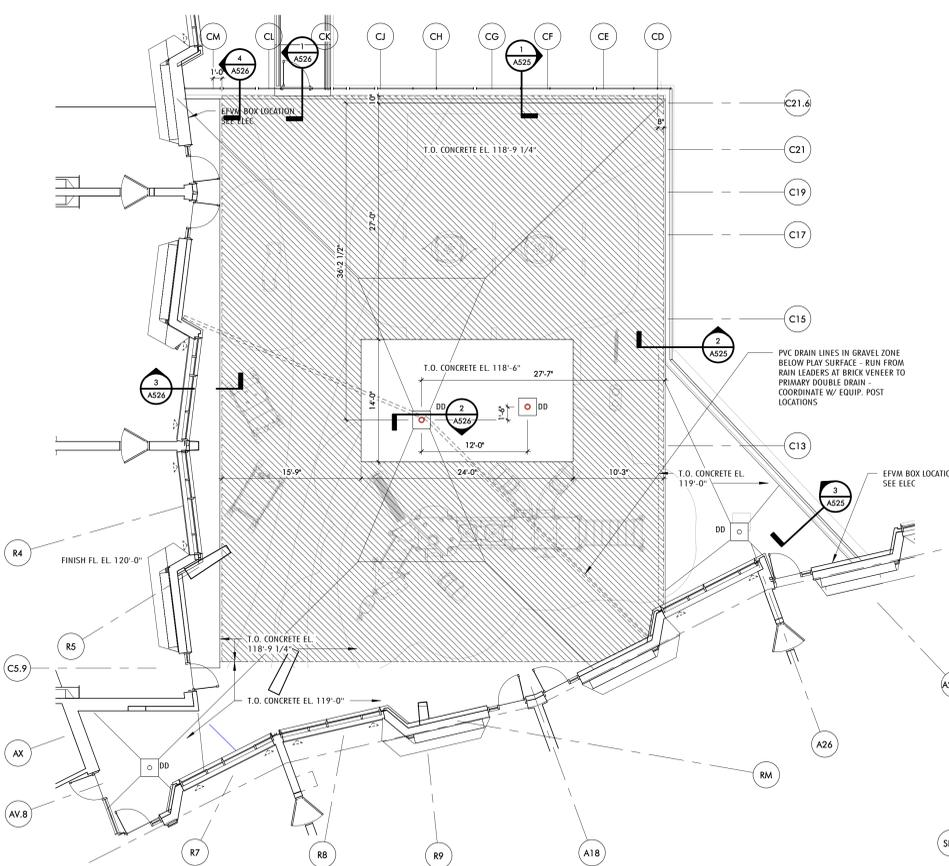 CM
CL
CK
CJ
CH
CG
CF
CE
CD
4
A526
1
A526
1
A525
1'-0"
EFVM BOX LOCATION
SEE ELEC
10"
8"
C21.6
T.O. CONCRETE EL. 118'-9 1/4"
C21
C19
27'-0"
36'-2 1/2"
C17
C15
2
A525
PVC DRAIN LINES IN GRAVEL ZONE
BELOW PLAY SURFACE - RUN FROM
RAIN LEADERS AT BRICK VENEER TO
PRIMARY DOUBLE DRAIN -
COORDINATE W/ EQUIP. POST
LOCATIONS
T.O. CONCRETE EL. 118'-6"
27'-7"
3
A526
14'-0"
DD
2
A526
1'-6"
DD
12'-0"
C13
15'-9"
24'-0"
10'-3"
T.O. CONCRETE EL.
119'-0"
EFVM BOX LOCATIO
SEE ELEC
3
A525
DD
R4
FINISH FL. EL. 120'-0"
R5
T.O. CONCRETE EL.
118'-9 1/4"
C5.9
T.O. CONCRETE EL. 119'-0"
AX
DD
A26
RM
AV.8
R7
R8
R9
A18